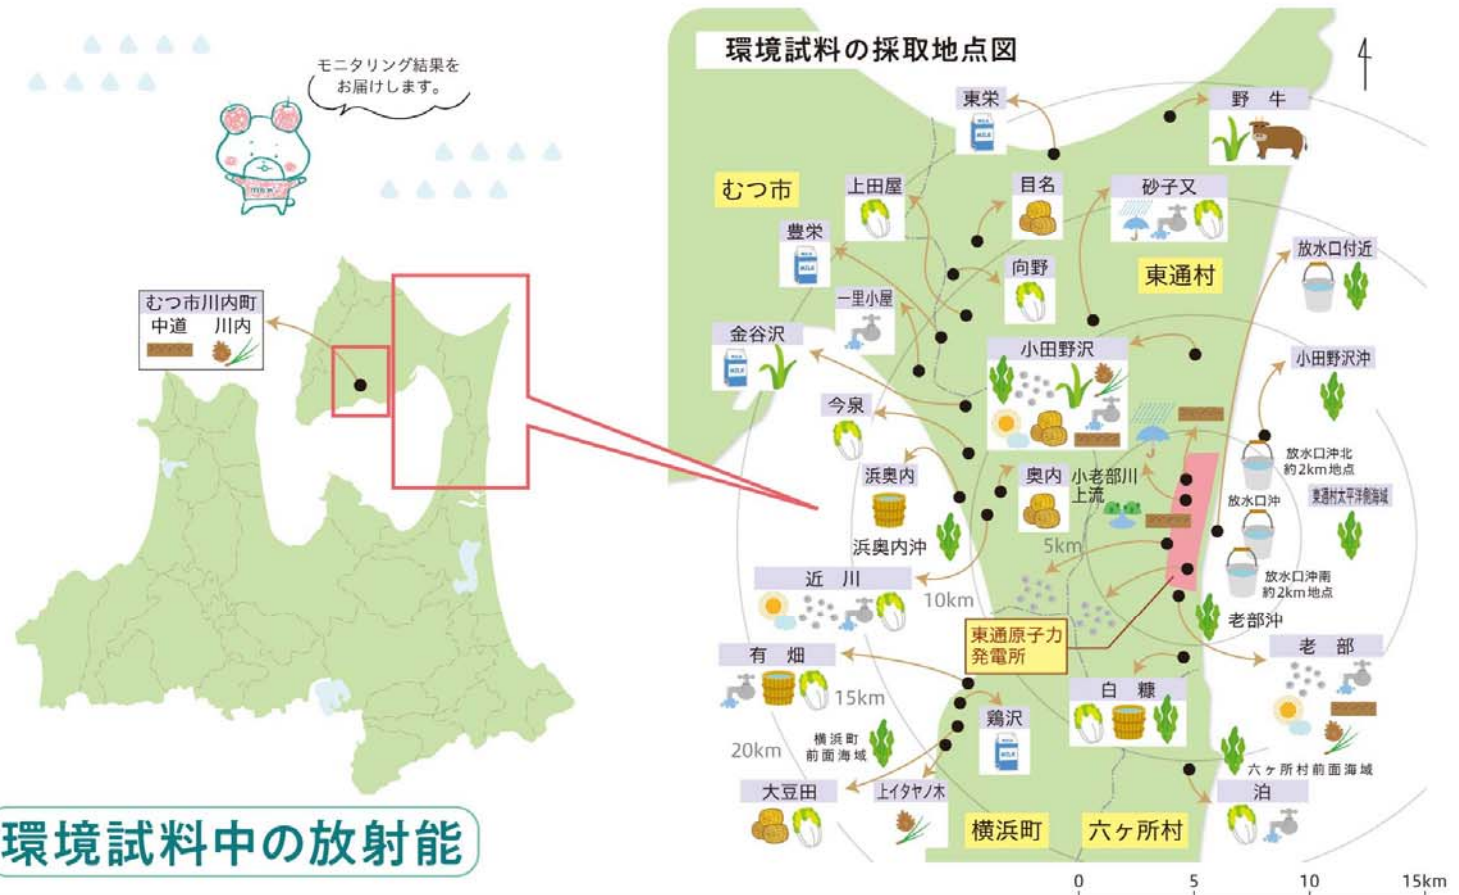 モニタリング結果を
お届けします。
環境試料の採取地点図
東栄
野 牛
むつ市
上田屋
目名
砂子又
豊栄
向野
東通村
放水口付近
むつ市川内町
中道 川内
一里小屋
金谷沢
小田野沢
小田野沢沖
今泉
放水口沖北
約2km地点
浜奥内
奥内
小老部川
上流
放水口沖
東通村太平洋側海域
浜奥内沖
5km
近 川
10km
放水口沖南
約2km地点
老部沖
東通原子力
発電所
有 畑
老 部
15km
白 糠
鶏沢
20km
横浜町
前面海域
六ヶ所村前面海域
大豆田
上イタヤノ木
泊
横浜町
六ヶ所村
環境試料中の放射能
0 5 10 15km